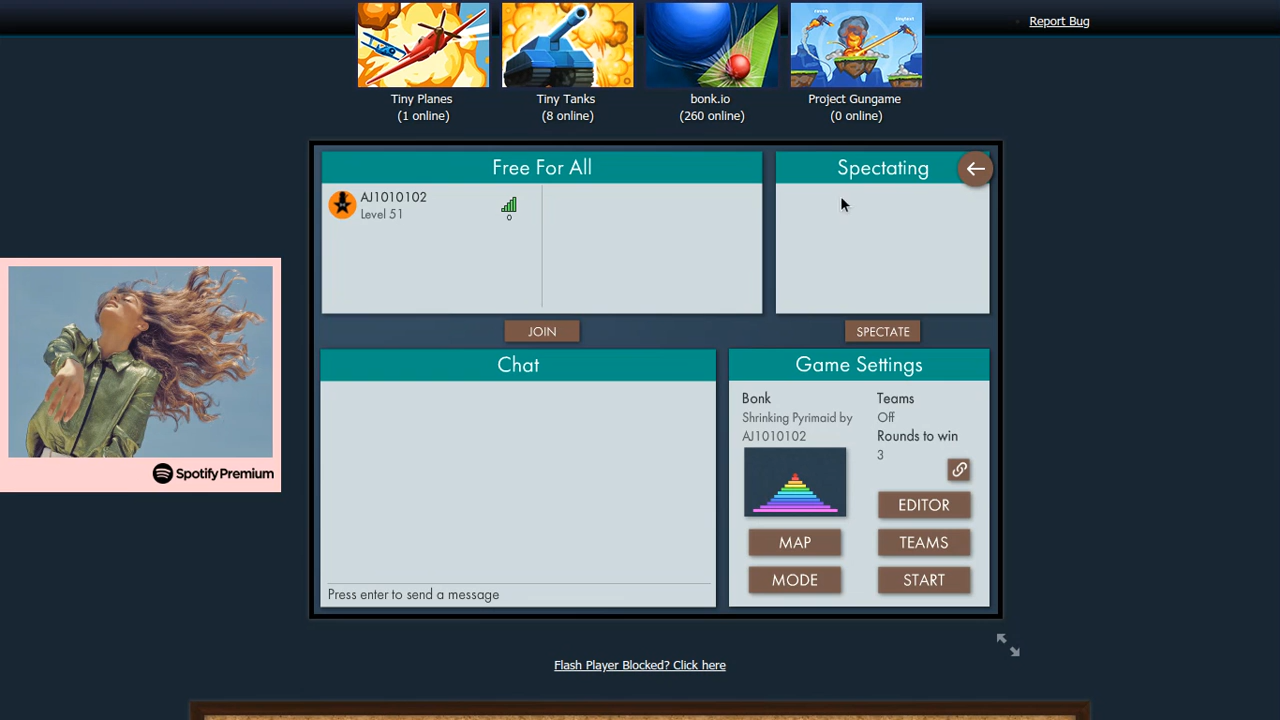 Report Bug
Tiny Planes
(1 online)
Tiny Tanks
(8 online)
bonk.io
(260 online)
Project Gungame
(0 online)
Free For All
AJ1010102
Level 51
0
JOIN
Spectating
SPECTATE
Spotify Premium
Chat
Press enter to send a message
Game Settings
Bonk
Shrinking Pyrimaid by
AJ1010102
MAP
MODE
Teams
Off
Rounds to win
3
EDITOR
TEAMS
START
Flash Player Blocked? Click here